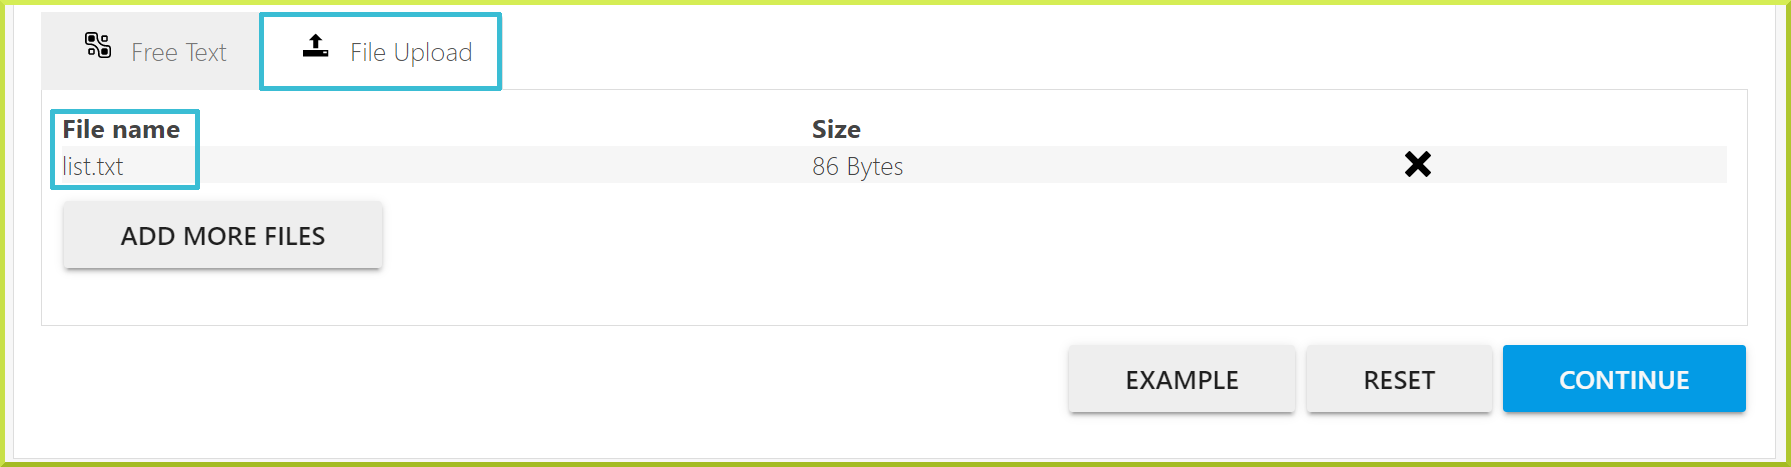 Free Text File Upload
File name Size
list.txt 86 Bytes
ADD MORE FILES
EXAMPLE RESET CONTINUE